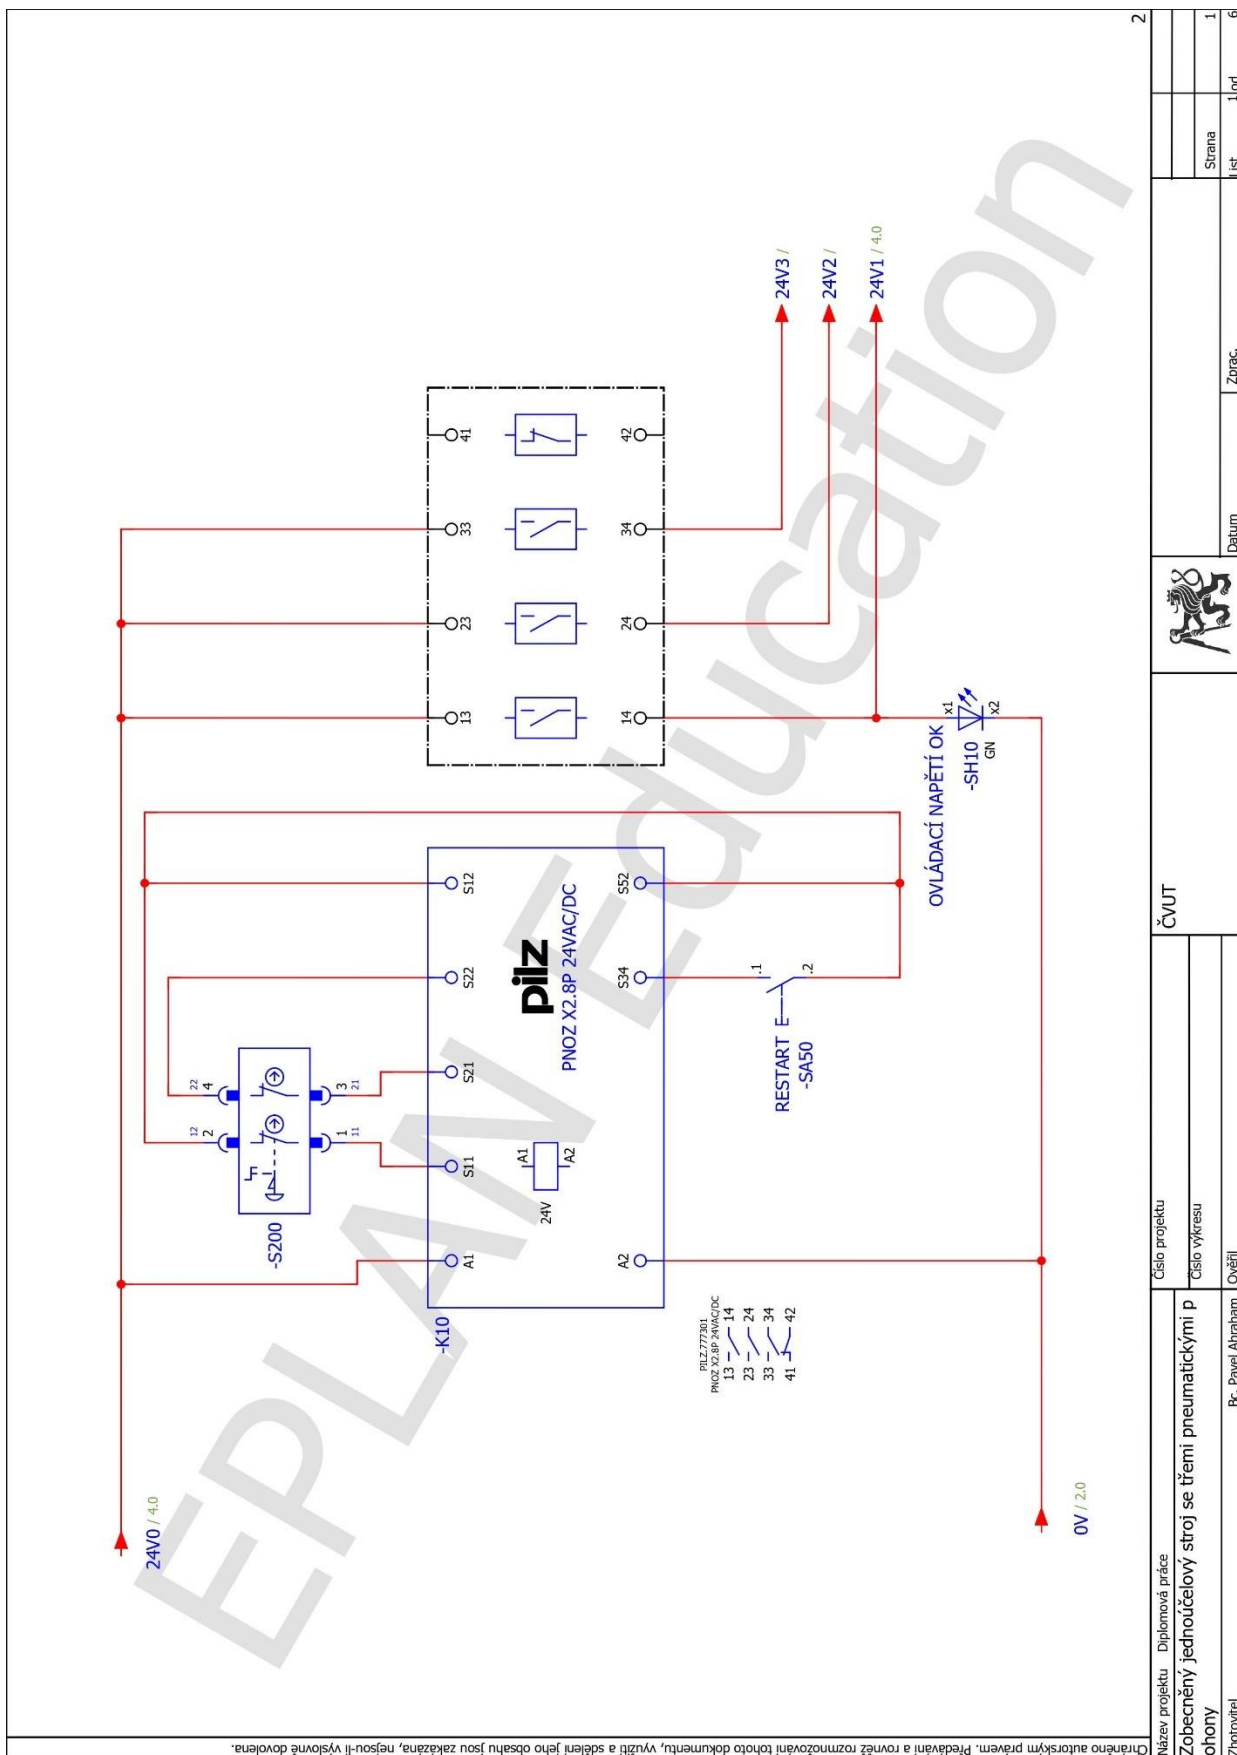 2
24V0 / 4.0
-S200
12
2
22
4
1
11
3
21
-K10
A1
S11
S21
S22
S12
24V
A1
A2
pilz
PNOZ X2.8P 24VAC/DC
A2
S34
S52
13
23
33
41
14
24
34
42
24V3 /
24V2 /
24V1 / 4.0
PILZ.777301
PNOZ X2.8P 24VAC/DC
13 14
23 24
33 34
41 42
RESTART
-SA50
.1
.2
OVLÁDACÍ NAPĚTÍ OK
-SH10
GN
x1
x2
0V / 2.0
EPLAN Education
Chráněno autorským právem. Předávání a rovněž rozmnožování tohoto dokumentu, využití a sdělení jeho obsahu jsou zakázána, nejsou-li výslovně dovolena.
Název projektu Diplomová práce
Zobecněný jednoúčelový stroj se třemi pneumatickými p
ohony
Číslo projektu
Číslo výkresu
ČVUT
Strana 1
Zhotovitel Bc. Pavel Abraham
Ověřil
Datum
Zprac.
List 1 od 6